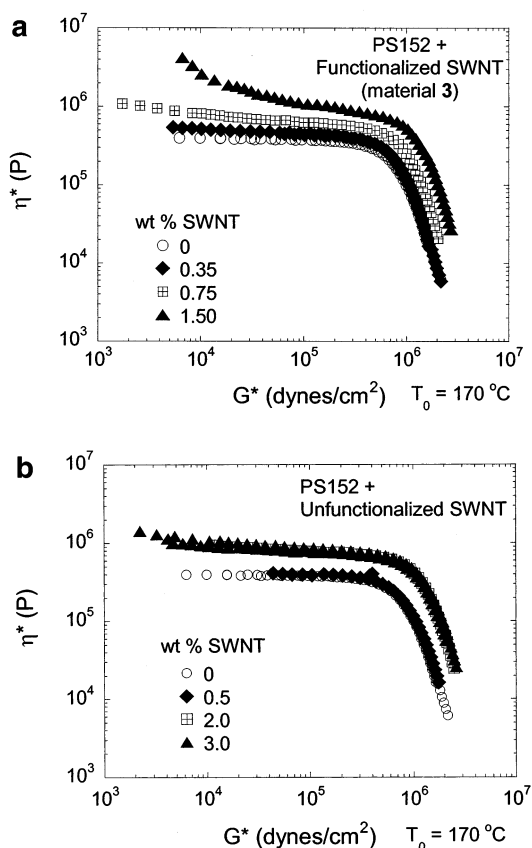 a
10^7
PS152 +
Functionalized SWNT
(material 3)
10^6
η* (P)
10^5
wt % SWNT
0
0.35
10^4
0.75
1.50
10^3
10^3 10^4 10^5 10^6 10^7
G* (dynes/cm^2) T_0 = 170 °C
b
10^7
PS152 +
Unfunctionalized SWNT
10^6
η* (P)
10^5
wt % SWNT
0
0.5
10^4
2.0
3.0
10^3
10^3 10^4 10^5 10^6 10^7
G* (dynes/cm^2) T_0 = 170 °C